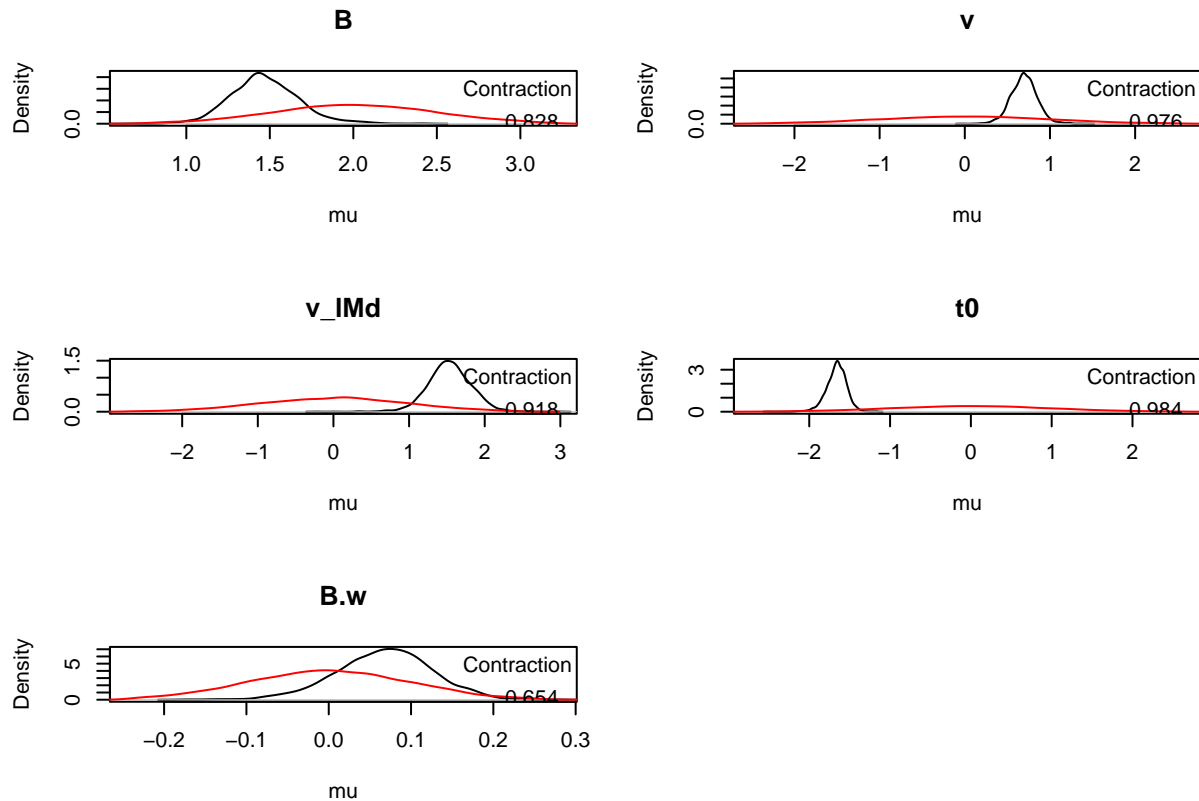 B
Density
0.0
Contraction
0.828
1.0 1.5 2.0 2.5 3.0
mu
v
Density
0.0
Contraction
0.976
−2 −1 0 1 2
mu
v_lMd
Density
0.0 1.5
Contraction
0.918
−2 −1 0 1 2 3
mu
t0
Density
0 3
Contraction
0.984
−2 −1 0 1 2
mu
B.w
Density
0 5
Contraction
0.654
−0.2 −0.1 0.0 0.1 0.2 0.3
mu